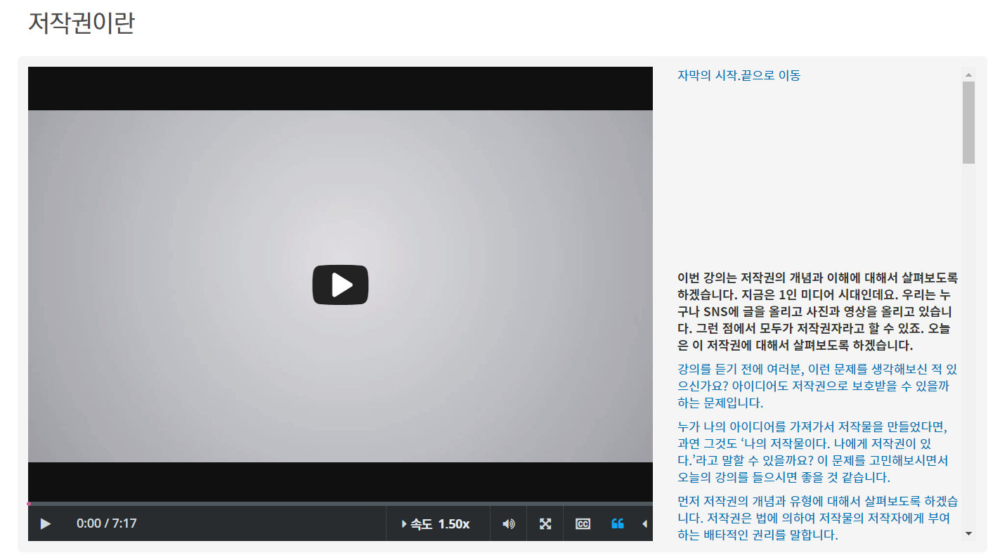 저작권이란
자막의 시작.끝으로 이동
이번 강의는 저작권의 개념과 이해에 대해서 살펴보도록
하겠습니다. 지금은 1인 미디어 시대인데요. 우리는 누
구나 SNS에 글을 올리고 사진과 영상을 올리고 있습니
다. 그런 점에서 모두가 저작권자라고 할 수 있죠. 오늘
은 이 저작권에 대해서 살펴보도록 하겠습니다.
강의를 듣기 전에 여러분, 이런 문제를 생각해보신 적 있
으신가요? 아이디어도 저작권으로 보호받을 수 있을까
하는 문제입니다.
누가 나의 아이디어를 가져가서 저작물을 만들었다면,
과연 그것도 ‘나의 저작물이다. 나에게 저작권이 있
다.’라고 말할 수 있을까요? 이 문제를 고민해보시면서
오늘의 강의를 들으시면 좋을 것 같습니다.
먼저 저작권의 개념과 유형에 대해서 살펴보도록 하겠습
니다. 저작권은 법에 의하여 저작물의 저작자에게 부여
하는 배타적인 권리를 말합니다.
0:00 / 7:17
속도 1.50x
CC